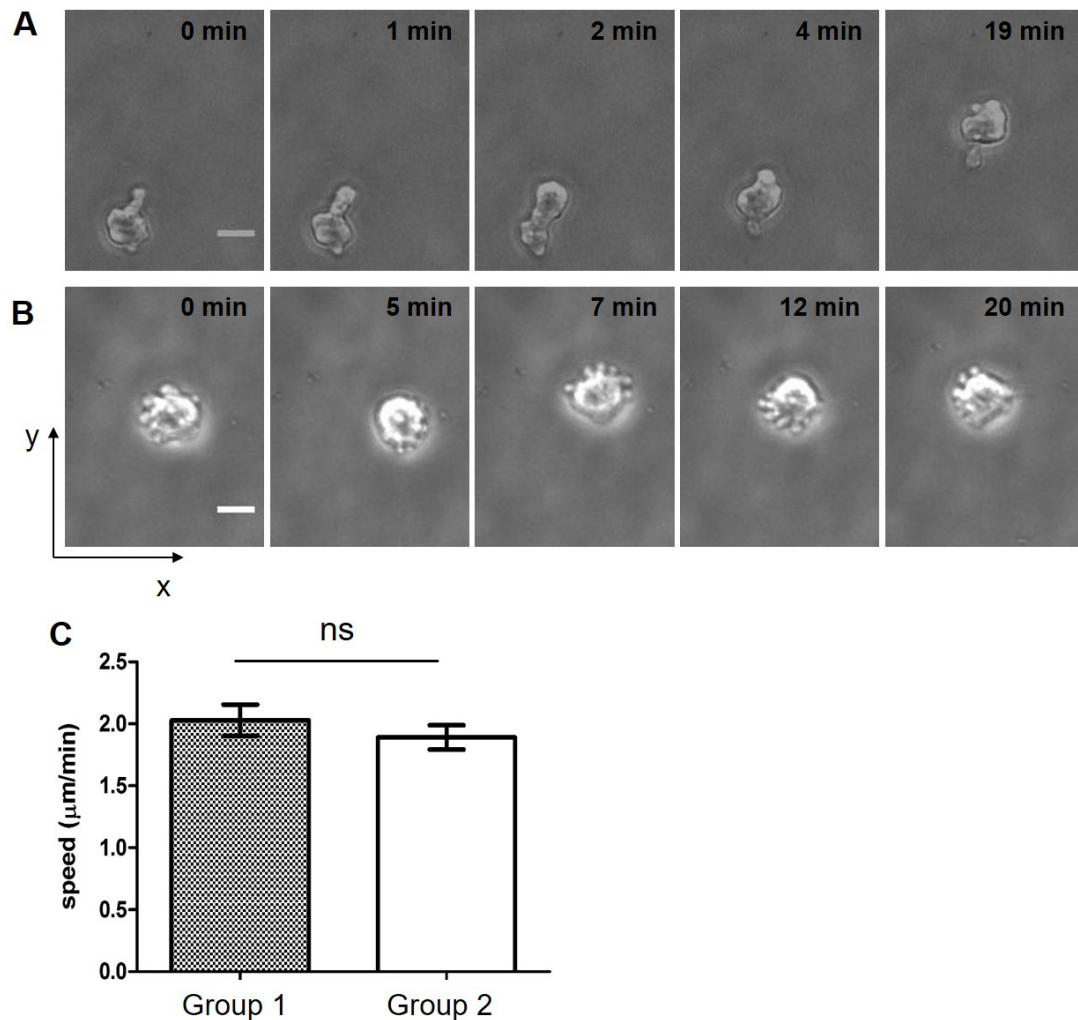 A
0 min 1 min 2 min 4 min 19 min
B
0 min 5 min 7 min 12 min 20 min
y
x
C
ns
2.5
2.0
1.5
1.0
0.5
0.0
speed (μm/min)
Group 1 Group 2